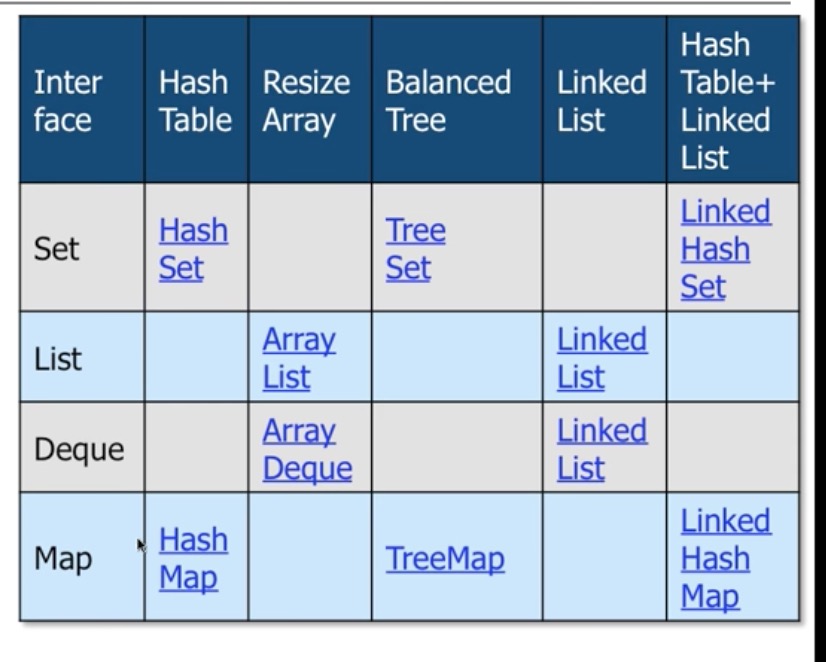 Inter
face
Hash
Table
Resize
Array
Balanced
Tree
Linked
List
Hash
Table+
Linked
List
Set
Hash
Set
Tree
Set
Linked
Hash
Set
List
Array
List
Linked
List
Deque
Array
Deque
Linked
List
Map
Hash
Map
TreeMap
Linked
Hash
Map